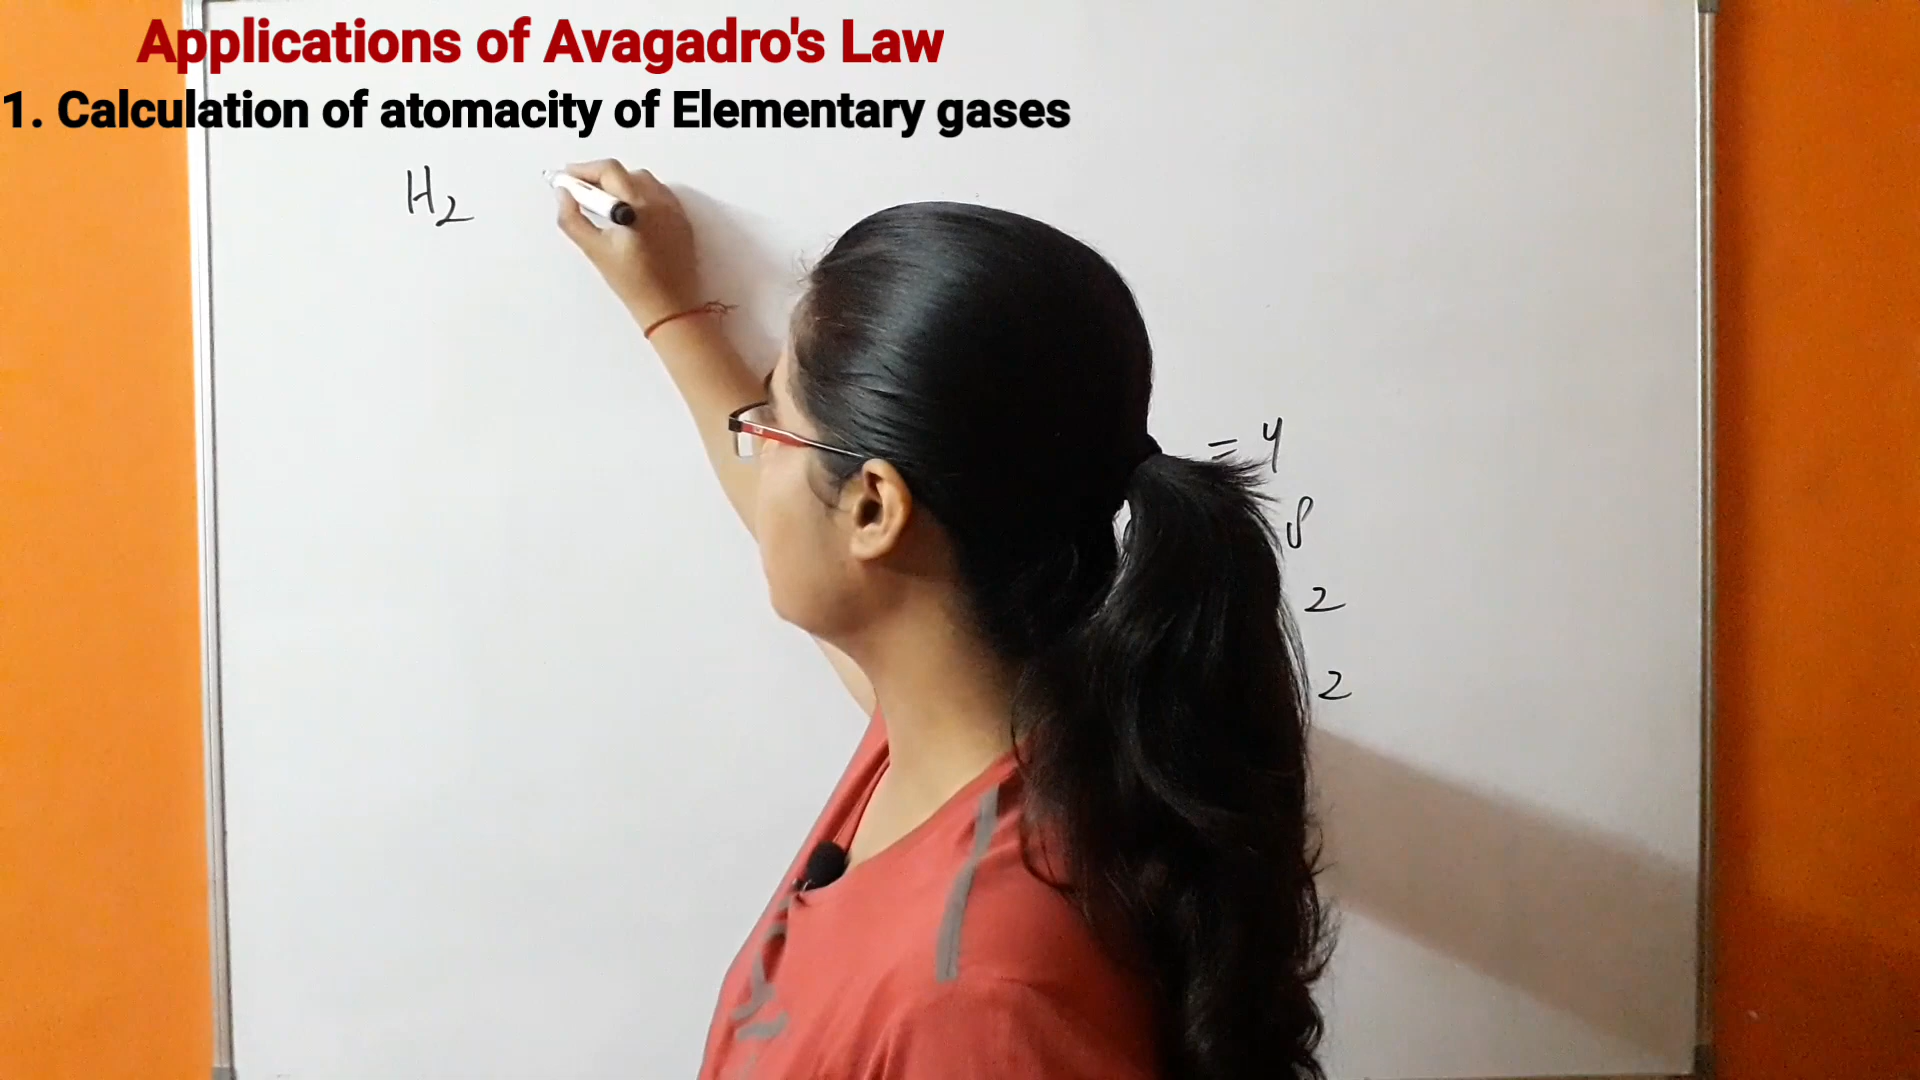 Applications of Avagadro's Law
1. Calculation of atomacity of Elementary gases
H2
= 4
8
2
2